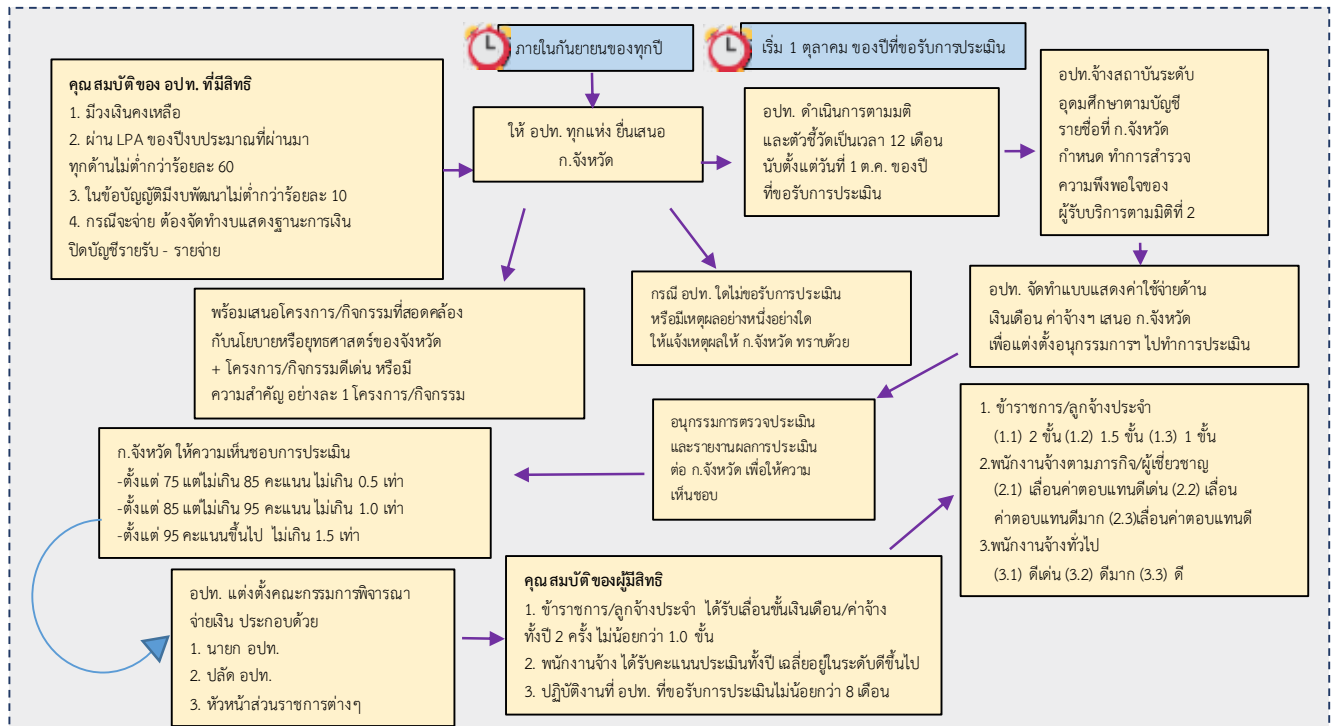 ภายในกันยายนของทุกปี
เริ่ม 1 ตุลาคม ของปีที่ขอรับการประเมิน
คุณสมบัติของ อปท. ที่มีสิทธิ
1. มีวงเงินคงเหลือ
2. ผ่าน LPA ของปีงบประมาณที่ผ่านมา
ทุกด้านไม่ต่ำกว่าร้อยละ 60
3. ในข้อบัญญัติมีงบพัฒนาไม่ต่ำกว่าร้อยละ 10
4. กรณีจะจ่าย ต้องจัดทำงบแสดงฐานะการเงิน
ปิดบัญชีรายรับ - รายจ่าย
ให้ อปท. ทุกแห่ง ยื่นเสนอ
ก.จังหวัด
อปท. ดำเนินการตามมติ
และตัวชี้วัดเป็นเวลา 12 เดือน
นับตั้งแต่วันที่ 1 ต.ค. ของปี
ที่ขอรับการประเมิน
อปท.จ้างสถาบันระดับ
อุดมศึกษาตามบัญชี
รายชื่อที่ ก.จังหวัด
กำหนด ทำการสำรวจ
ความพึงพอใจของ
ผู้รับบริการตามมิติที่ 2
พร้อมเสนอโครงการ/กิจกรรมที่สอดคล้อง
กับนโยบายหรือยุทธศาสตร์ของจังหวัด
+ โครงการ/กิจกรรมดีเด่น หรือมี
ความสำคัญ อย่างละ 1 โครงการ/กิจกรรม
กรณี อปท. ใดไม่ขอรับการประเมิน
หรือมีเหตุผลอย่างหนึ่งอย่างใด
ให้แจ้งเหตุผลให้ ก.จังหวัด ทราบด้วย
อปท. จัดทำแบบแสดงค่าใช้จ่ายด้าน
เงินเดือน ค่าจ้างฯ เสนอ ก.จังหวัด
เพื่อแต่งตั้งอนุกรรมการฯ ไปทำการประเมิน
อนุกรรมการตรวจประเมิน
และรายงานผลการประเมิน
ต่อ ก.จังหวัด เพื่อให้ความ
เห็นชอบ
ก.จังหวัด ให้ความเห็นชอบการประเมิน
-ตั้งแต่ 75 แต่ไม่เกิน 85 คะแนน ไม่เกิน 0.5 เท่า
-ตั้งแต่ 85 แต่ไม่เกิน 95 คะแนน ไม่เกิน 1.0 เท่า
-ตั้งแต่ 95 คะแนนขึ้นไป ไม่เกิน 1.5 เท่า
อปท. แต่งตั้งคณะกรรมการพิจารณา
จ่ายเงิน ประกอบด้วย
1. นายก อปท.
2. ปลัด อปท.
3. หัวหน้าส่วนราชการต่างๆ
คุณสมบัติของผู้มีสิทธิ
1. ข้าราชการ/ลูกจ้างประจำ ได้รับเลื่อนขั้นเงินเดือน/ค่าจ้าง
ทั้งปี 2 ครั้ง ไม่น้อยกว่า 1.0 ขั้น
2. พนักงานจ้าง ได้รับคะแนนประเมินทั้งปี เฉลี่ยอยู่ในระดับดีขึ้นไป
3. ปฏิบัติงานที่ อปท. ที่ขอรับการประเมินไม่น้อยกว่า 8 เดือน
1. ข้าราชการ/ลูกจ้างประจำ
(1.1) 2 ขั้น (1.2) 1.5 ขั้น (1.3) 1 ขั้น
2.พนักงานจ้างตามภารกิจ/ผู้เชี่ยวชาญ
(2.1) เลื่อนค่าตอบแทนดีเด่น (2.2) เลื่อน
ค่าตอบแทนดีมาก (2.3)เลื่อนค่าตอบแทนดี
3.พนักงานจ้างทั่วไป
(3.1) ดีเด่น (3.2) ดีมาก (3.3) ดี